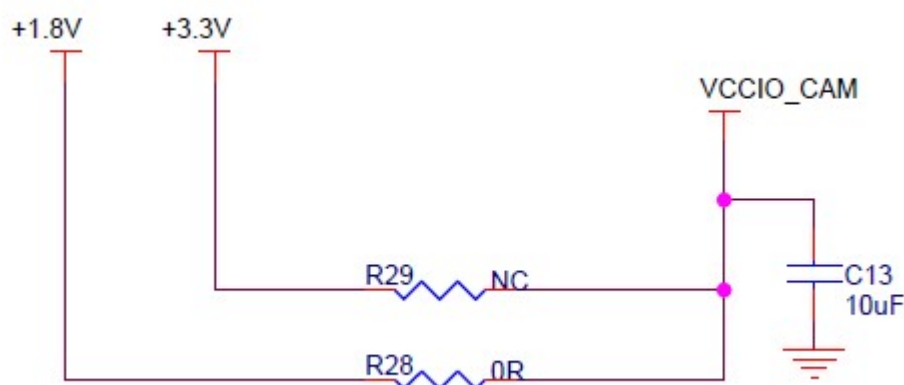 +1.8V
+3.3V
VCCIO_CAM
R29
NC
C13
10uF
R28
0R